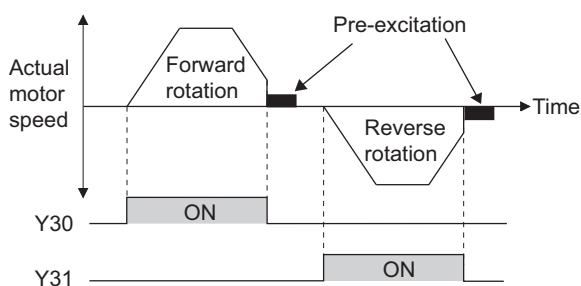 Pre-excitation
Actual
motor
speed
Forward
rotation
Time
Reverse
rotation
ON
Y30
ON
Y31